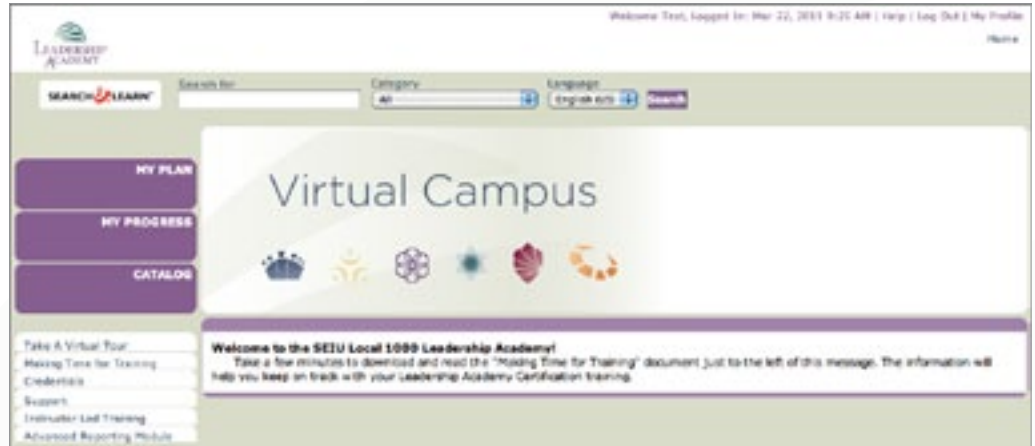 Welcome Test, Logged In: Mar 22, 2011 9:25 AM | Help | Log Out | My Profile
Home
LEADERSHIP
ACADEMY
SEARCH & LEARN
Search for
Category
Language
All
English (US)
Search
MY PLAN
MY PROGRESS
CATALOG
Virtual Campus
Take A Virtual Tour
Making Time for Training
Credentials
Support
Instructor Led Training
Advanced Reporting Module
Welcome to the SEIU Local 1000 Leadership Academy!
Take a few minutes to download and read the "Making Time for Training" document just to the left of this message. The information will
help you keep on track with your Leadership Academy Certification training.